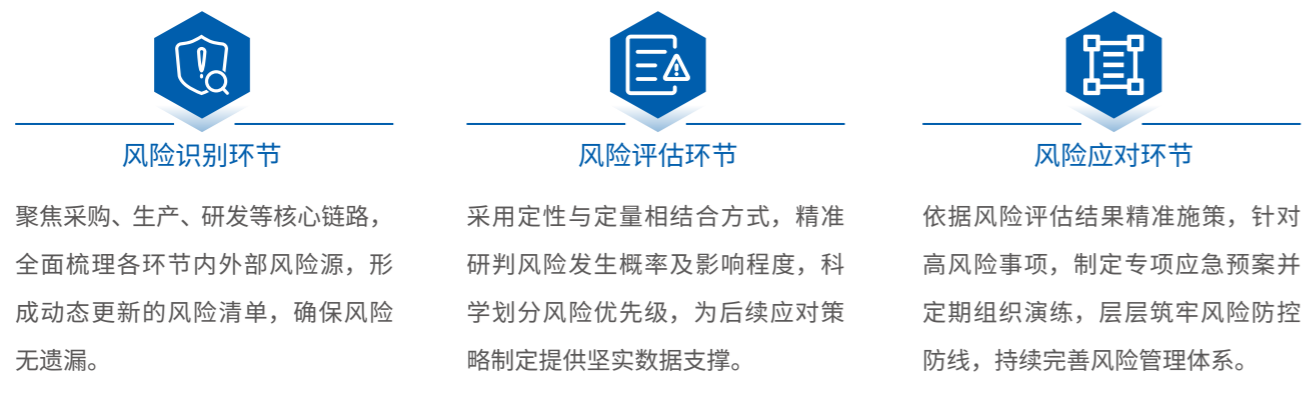 风险识别环节
聚焦采购、生产、研发等核心链路，
全面梳理各环节内外部风险源，形
成动态更新的风险清单，确保风险
无遗漏。
风险评估环节
采用定性与定量相结合方式，精准
研判风险发生概率及影响程度，科
学划分风险优先级，为后续应对策
略制定提供坚实数据支撑。
风险应对环节
依据风险评估结果精准施策，针对
高风险事项，制定专项应急预案并
定期组织演练，层层筑牢风险防控
防线，持续完善风险管理体系。